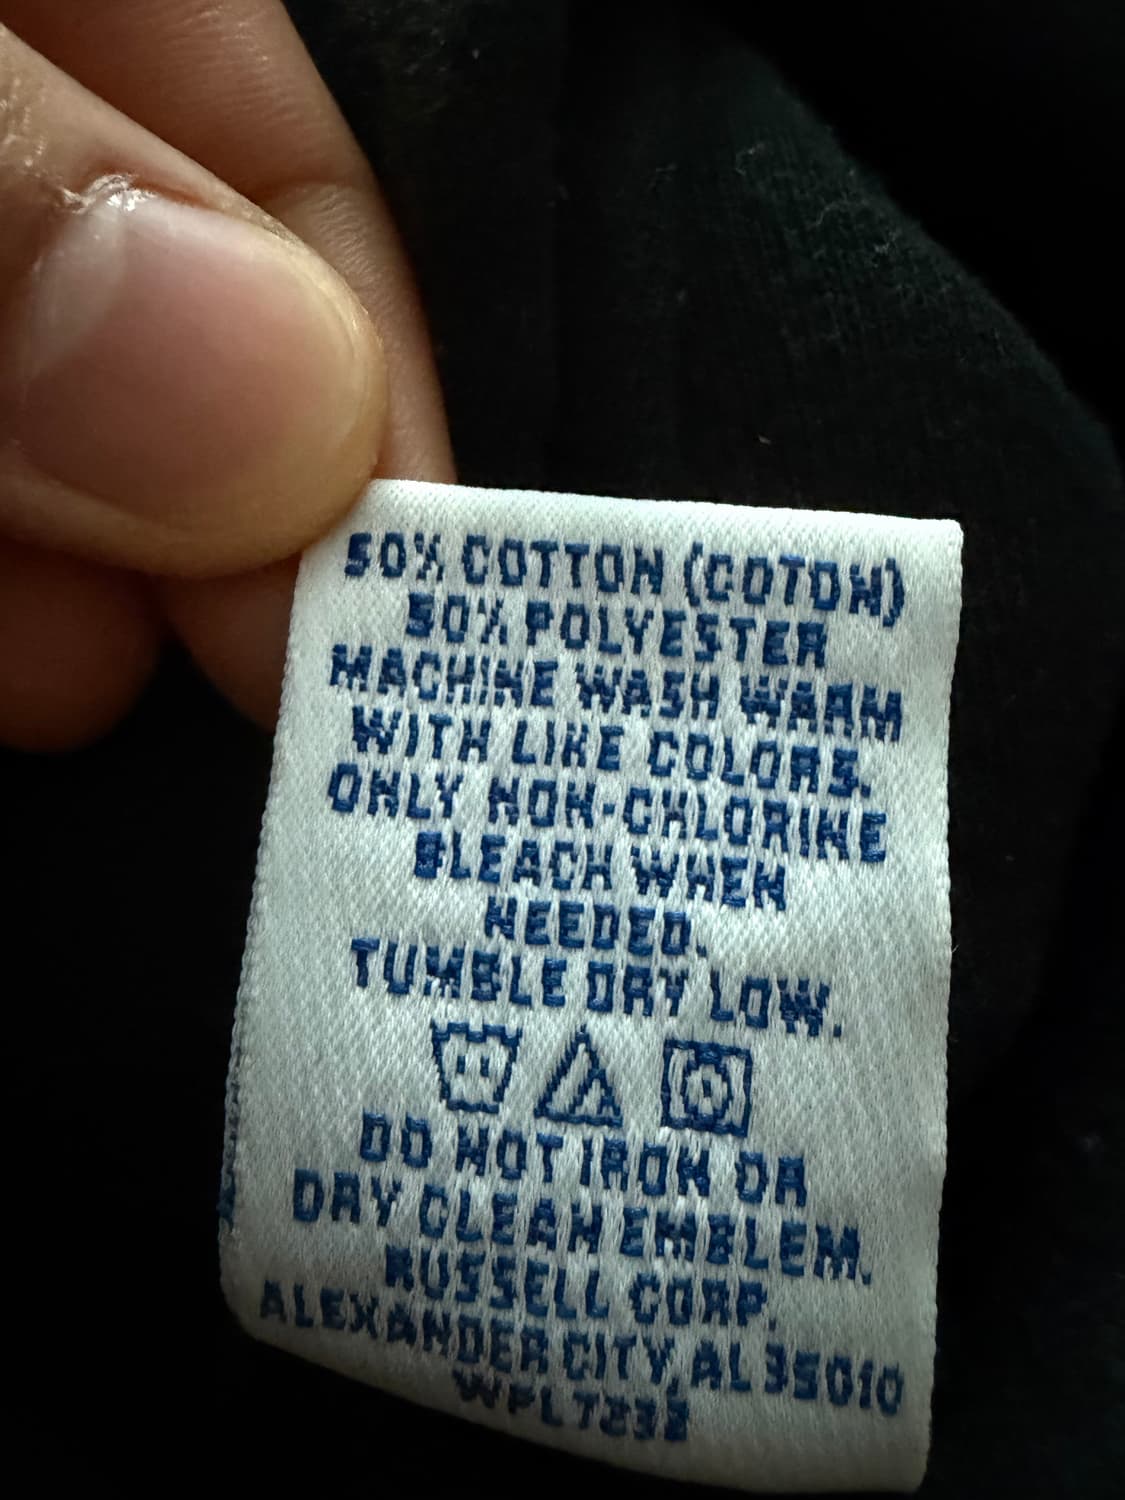 50% COTTON (COTON)
50% POLYESTER
MACHINE WASH WARM
WITH LIKE COLORS.
ONLY NON-CHLORINE
BLEACH WHEN
NEEDED.
TUMBLE DRY LOW.
DO NOT IRON OR
DRY CLEAN EMBLEM.
RUSSELL CORP.
ALEXANDER CITY, AL 35010